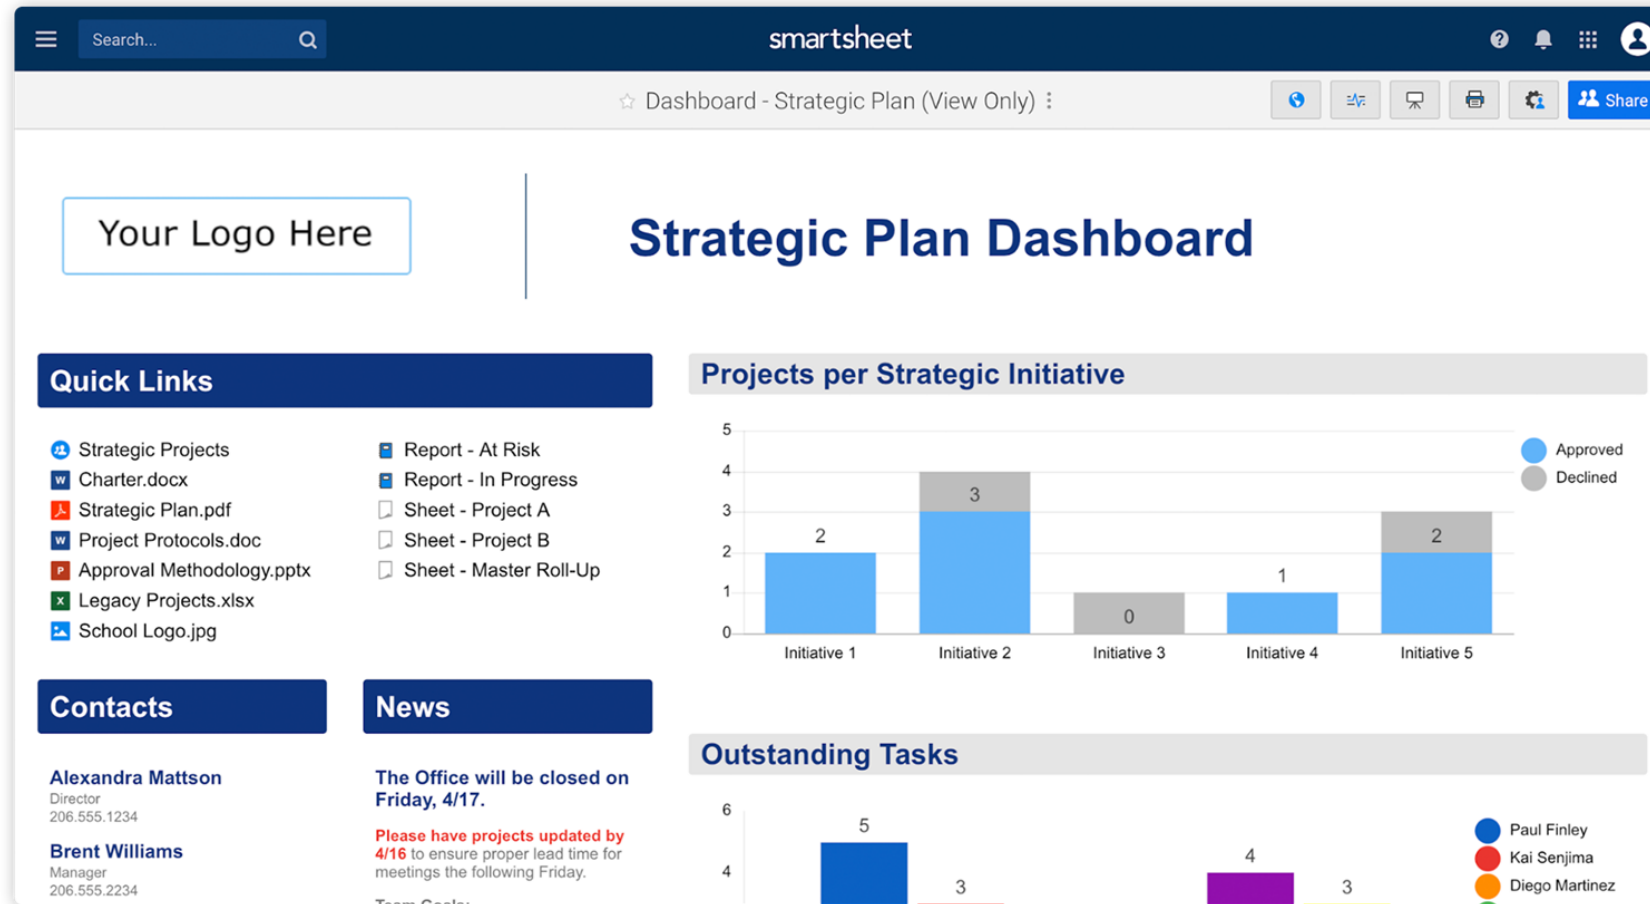 Search...
smartsheet
Dashboard - Strategic Plan (View Only)
Share
Your Logo Here
Strategic Plan Dashboard
Quick Links
Strategic Projects
Charter.docx
Strategic Plan.pdf
Project Protocols.doc
Approval Methodology.pptx
Legacy Projects.xlsx
School Logo.jpg
Report - At Risk
Report - In Progress
Sheet - Project A
Sheet - Project B
Sheet - Master Roll-Up
Contacts
Alexandra Mattson
Director
206.555.1234
Brent Williams
Manager
206.555.2234
News
The Office will be closed on
Friday, 4/17.
Please have projects updated by
4/16 to ensure proper lead time for
meetings the following Friday.
Projects per Strategic Initiative
5
4
3
2
1
0
2
3
0
1
2
Initiative 1
Initiative 2
Initiative 3
Initiative 4
Initiative 5
Approved
Declined
Outstanding Tasks
6
4
5
3
4
3
Paul Finley
Kai Senjima
Diego Martinez